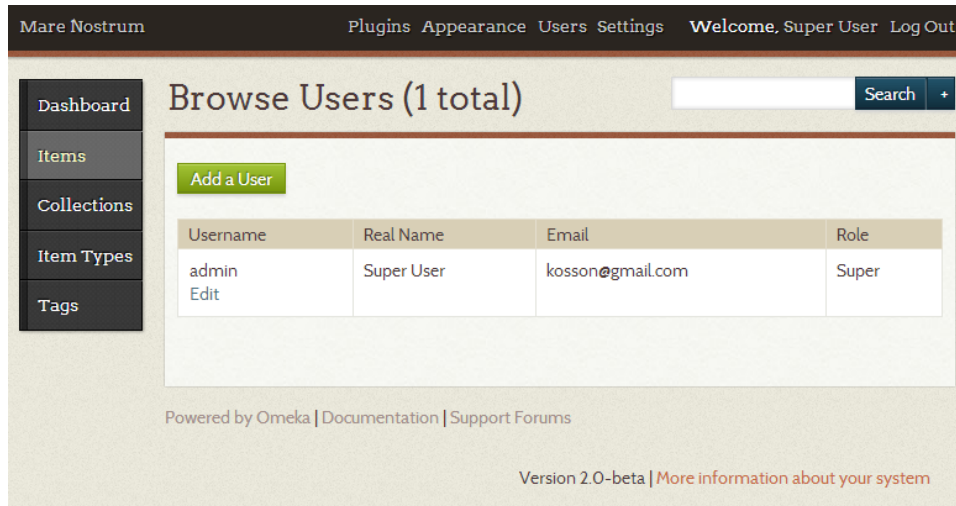 Mare Nostrum Plugins Appearance Users Settings Welcome, Super User Log Out
Dashboard
Items
Collections
Item Types
Tags
Browse Users (1 total)
Search +
Add a User
Username Real Name Email Role
admin Super User kosson@gmail.com Super
Edit
Powered by Omeka | Documentation | Support Forums
Version 2.0-beta | More information about your system